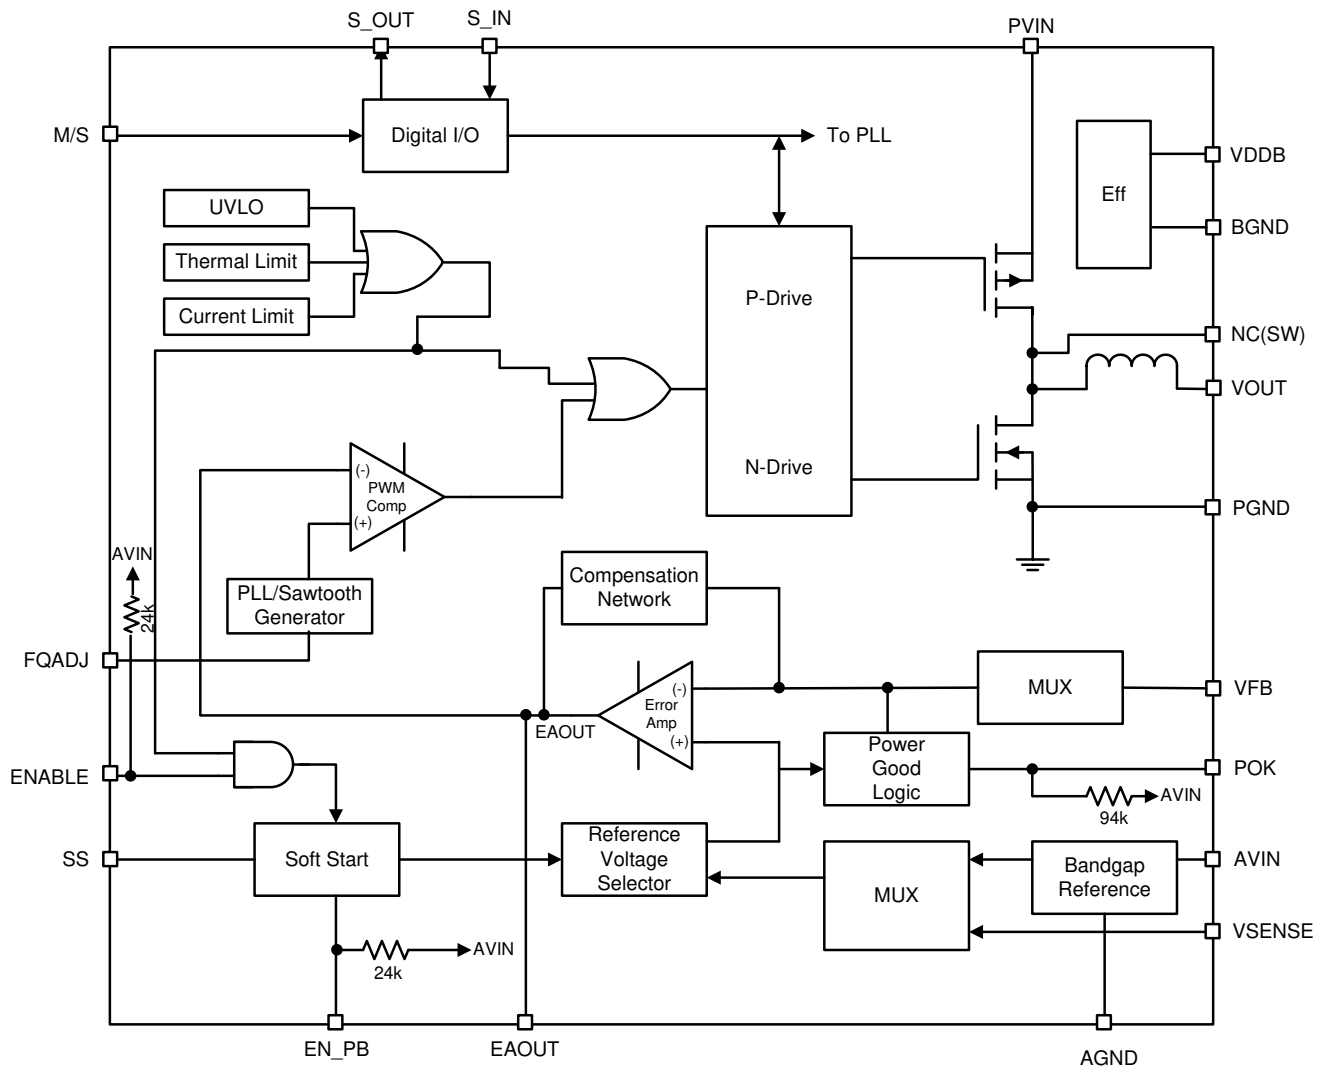 S_OUT
S_IN
PVIN
M/S
Digital I/O
To PLL
VDDB
Eff
UVLO
BGND
Thermal Limit
P-Drive
Current Limit
NC(SW)
VOUT
(-)
PWM
Comp
(+)
N-Drive
PGND
AVIN
24k
PLL/Sawtooth
Generator
Compensation
Network
FQADJ
(-)
Error
Amp
(+)
MUX
VFB
EAOUT
Power
Good
Logic
ENABLE
POK
AVIN
94k
SS
Soft Start
Reference
Voltage
Selector
MUX
Bandgap
Reference
AVIN
VSENSE
AVIN
24k
EN_PB
EAOUT
AGND